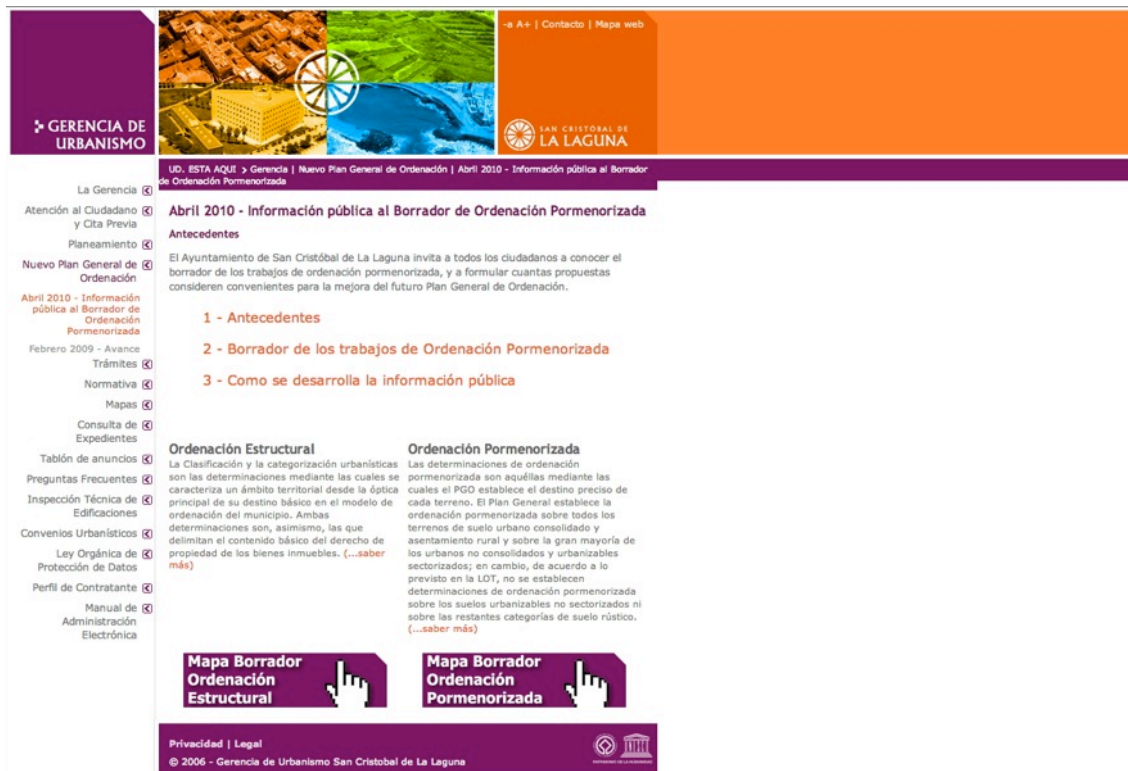 -a A+ | Contacto | Mapa web
GERENCIA DE
URBANISMO
SAN CRISTÓBAL DE
LA LAGUNA
UD. ESTA AQUI > Gerencia | Nuevo Plan General de Ordenación | Abril 2010 - Información pública al Borrador
de Ordenación Pormenorizada
La Gerencia
Atención al Ciudadano
y Cita Previa
Planeamiento
Nuevo Plan General de
Ordenación
Abril 2010 - Información
pública al Borrador de
Ordenación
Pormenorizada
Febrero 2009 - Avance
Trámites
Normativa
Mapas
Consulta de
Expedientes
Tablón de anuncios
Preguntas Frecuentes
Inspección Técnica de
Edificaciones
Convenios Urbanísticos
Ley Orgánica de
Protección de Datos
Perfil de Contratante
Manual de
Administración
Electrónica
Abril 2010 - Información pública al Borrador de Ordenación Pormenorizada
Antecedentes
El Ayuntamiento de San Cristóbal de La Laguna invita a todos los ciudadanos a conocer el
borrador de los trabajos de ordenación pormenorizada, y a formular cuantas propuestas
consideren convenientes para la mejora del futuro Plan General de Ordenación.
1 - Antecedentes
2 - Borrador de los trabajos de Ordenación Pormenorizada
3 - Como se desarrolla la información pública
Ordenación Estructural
La Clasificación y la categorización urbanísticas
son las determinaciones mediante las cuales se
caracteriza un ámbito territorial desde la óptica
principal de su destino básico en el modelo de
ordenación del municipio. Ambas
determinaciones son, asimismo, las que
delimitan el contenido básico del derecho de
propiedad de los bienes inmuebles. (...saber
más)
Ordenación Pormenorizada
Las determinaciones de ordenación
pormenorizada son aquéllas mediante las
cuales el PGO establece el destino preciso de
cada terreno. El Plan General establece la
ordenación pormenorizada sobre todos los
terrenos de suelo urbano consolidado y
asentamiento rural y sobre la gran mayoría de
los urbanos no consolidados y urbanizables
sectorizados; en cambio, de acuerdo a lo
previsto en la LOT, no se establecen
determinaciones de ordenación pormenorizada
sobre los suelos urbanizables no sectorizados ni
sobre las restantes categorías de suelo rústico.
(...saber más)
Mapa Borrador
Ordenación
Estructural
Mapa Borrador
Ordenación
Pormenorizada
Privacidad | Legal
© 2006 - Gerencia de Urbanismo San Cristobal de La Laguna
PATRIMONIO DE LA HUMANIDAD